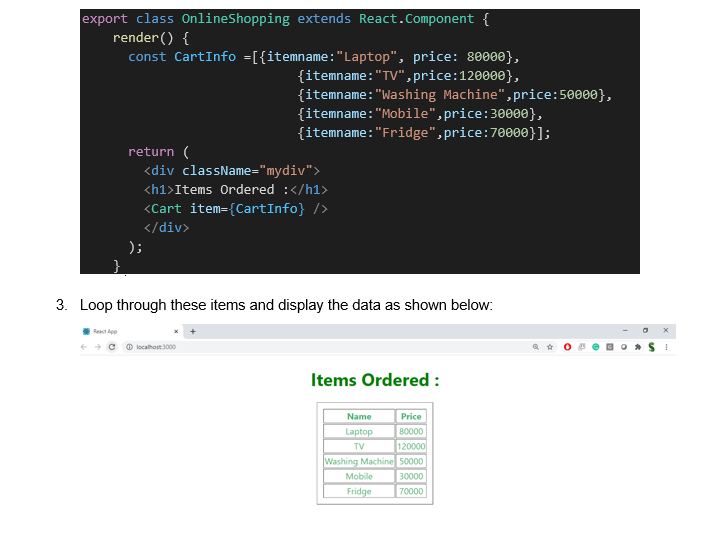 export class OnlineShopping extends React.Component {
render() {
const CartInfo =[{itemname:"Laptop", price: 80000},
{itemname:"TV",price:120000},
{itemname:"Washing Machine",price:50000},
{itemname:"Mobile",price:30000},
{itemname:"Fridge",price:70000}];
return (
<div className="mydiv">
<h1>Items Ordered :</h1>
<Cart item={CartInfo} />
</div>
);
}
3. Loop through these items and display the data as shown below:
React App
localhost:3000
Items Ordered :
Name Price
Laptop 80000
TV 120000
Washing Machine 50000
Mobile 30000
Fridge 70000